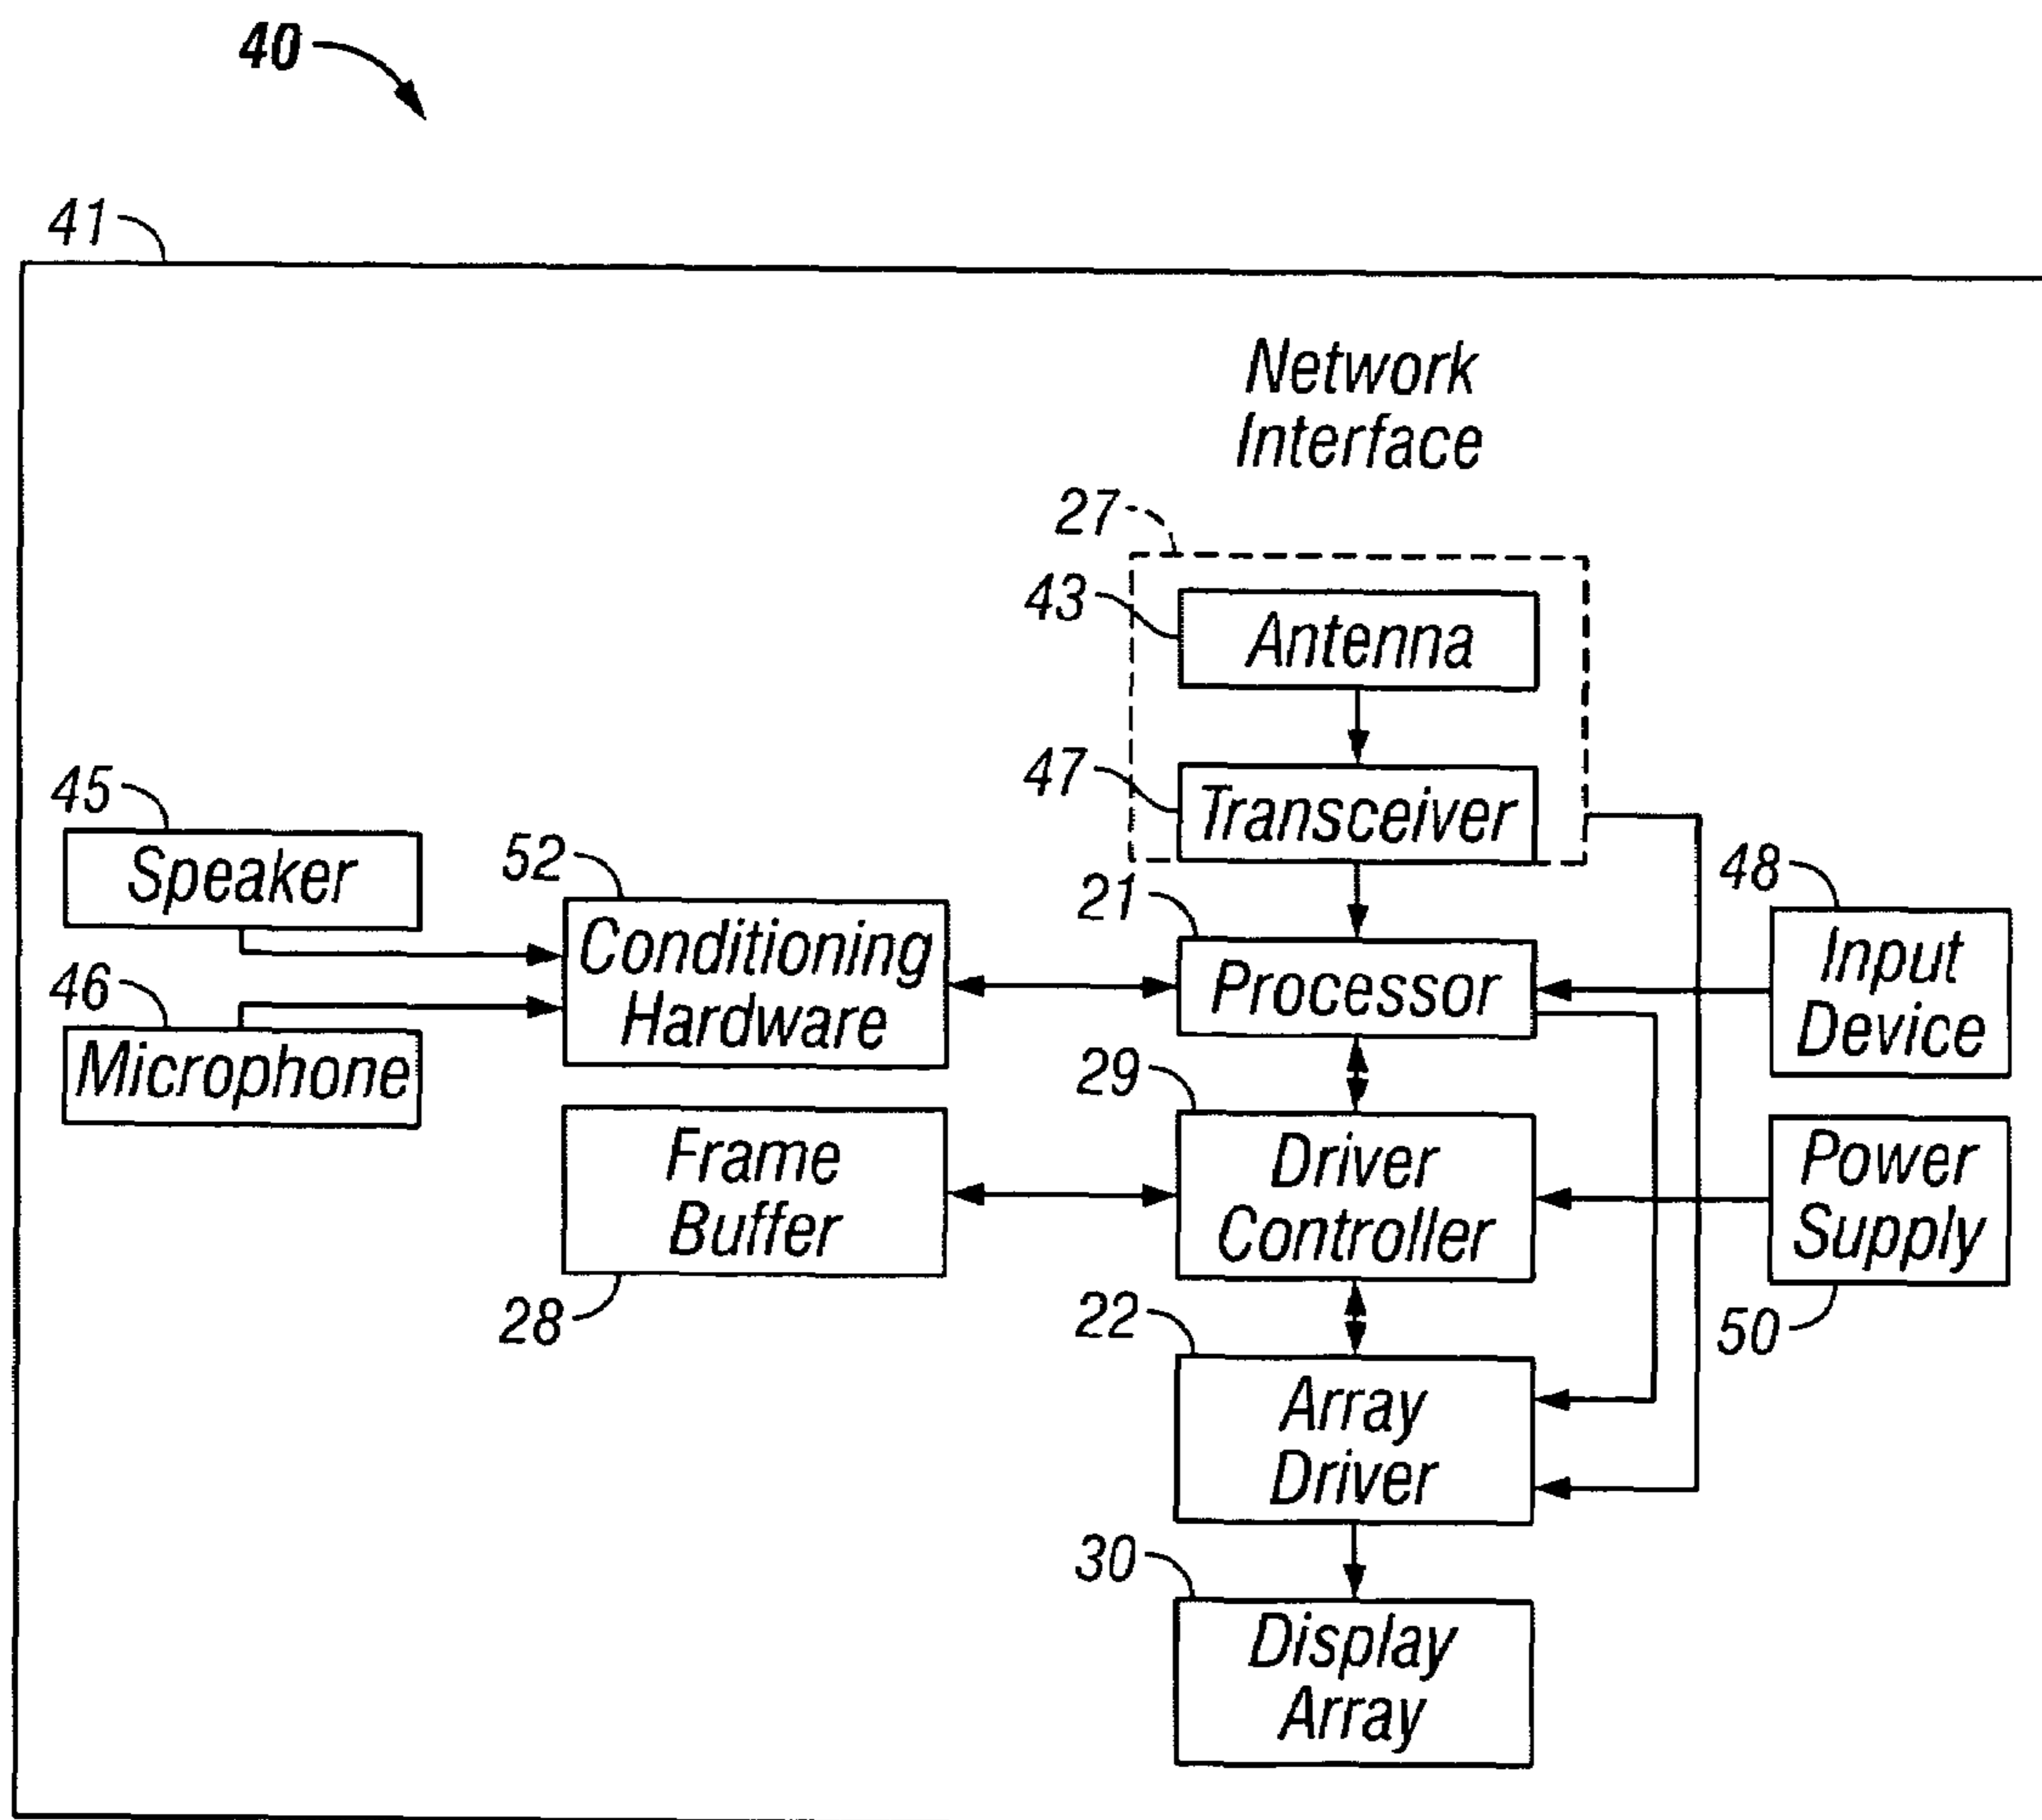 40
41
Network
Interface
27
43
Antenna
47
Transceiver
45
Speaker
52
Conditioning
Hardware
21
Processor
48
Input
Device
46
Microphone
29
Driver
Controller
Frame
Buffer
28
Power
Supply
50
22
Array
Driver
30
Display
Array